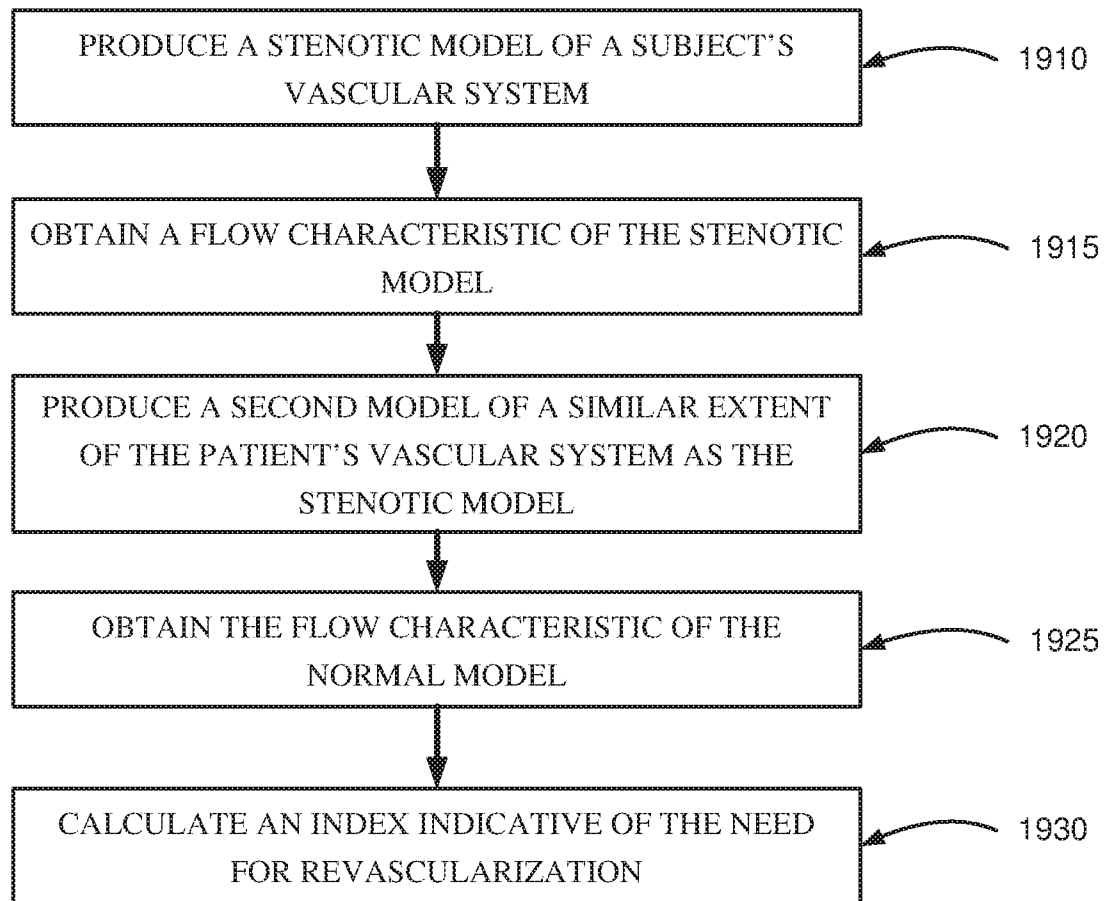 PRODUCE A STENOTIC MODEL OF A SUBJECT'S
VASCULAR SYSTEM
1910
OBTAIN A FLOW CHARACTERISTIC OF THE STENOTIC
MODEL
1915
PRODUCE A SECOND MODEL OF A SIMILAR EXTENT
OF THE PATIENT'S VASCULAR SYSTEM AS THE
STENOTIC MODEL
1920
OBTAIN THE FLOW CHARACTERISTIC OF THE
NORMAL MODEL
1925
CALCULATE AN INDEX INDICATIVE OF THE NEED
FOR REVASCULARIZATION
1930